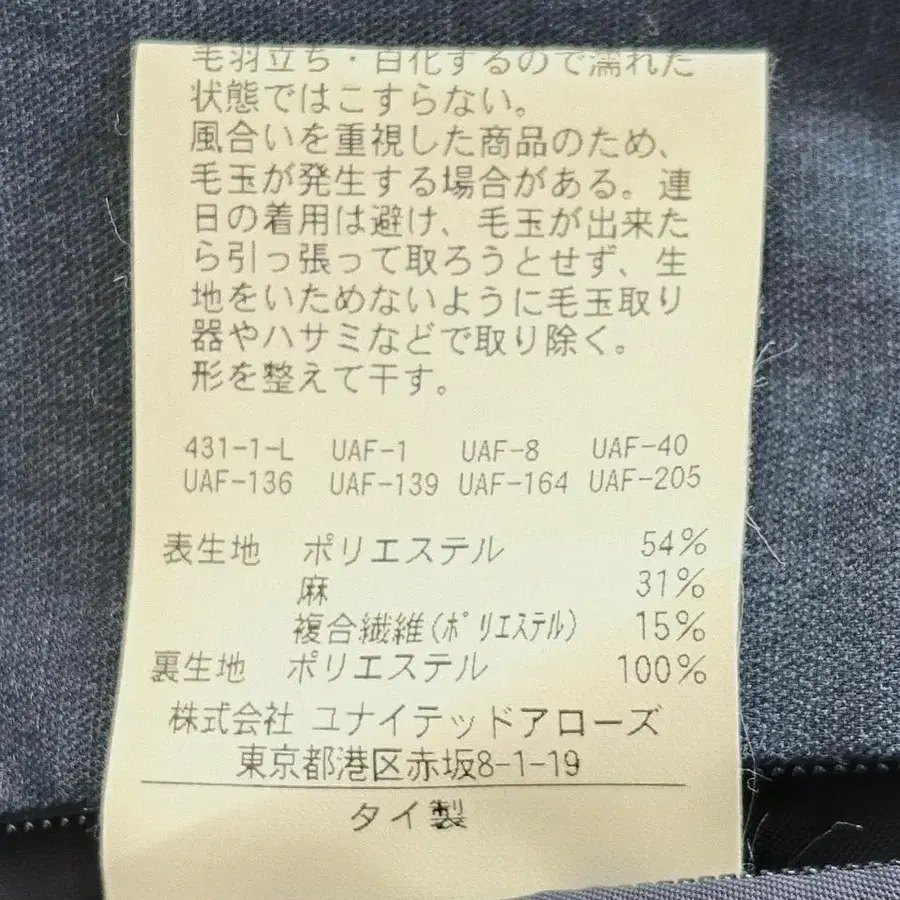 毛羽立ち・白化するので濡れた
状態ではこすらない。
風合いを重視した商品のため、
毛玉が発生する場合がある。連
日の着用は避け、毛玉が出来た
ら引っ張って取ろうとせず、生
地をいためないように毛玉取り
器やハサミなどで取り除く。
形を整えて干す。
431-1-L UAF-1 UAF-8 UAF-40
UAF-136 UAF-139 UAF-164 UAF-205
表生地 ポリエステル 54%
麻 31%
複合繊維(ポリエステル) 15%
裏生地 ポリエステル 100%
株式会社 ユナイテッドアローズ
東京都港区赤坂8-1-19
タイ製